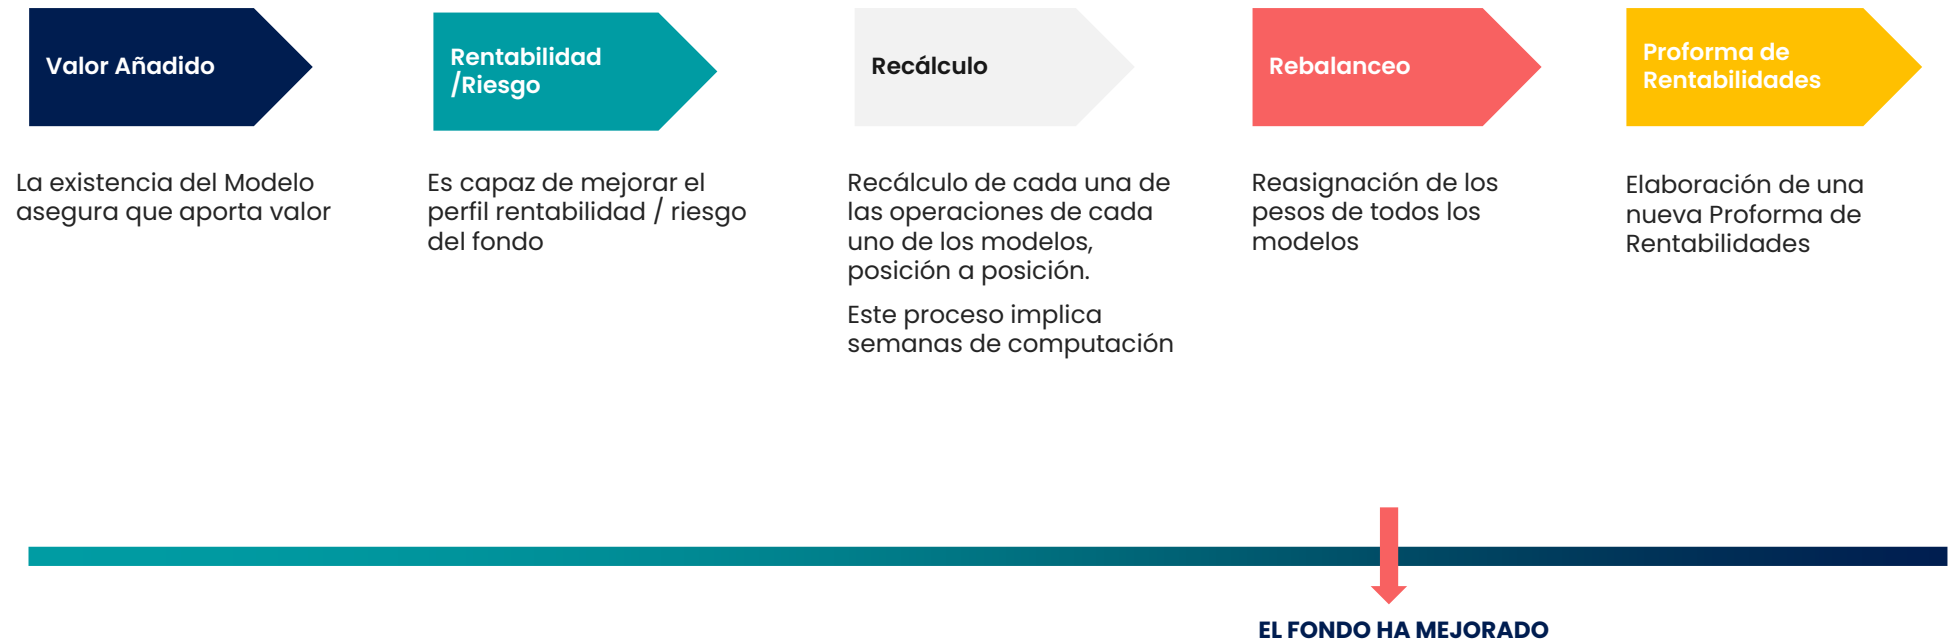 Valor Añadido
Rentabilidad
/Riesgo
Recálculo
Rebalanceo
Proforma de
Rentabilidades
La existencia del Modelo
asegura que aporta valor
Es capaz de mejorar el
perfil rentabilidad / riesgo
del fondo
Recálculo de cada una de
las operaciones de cada
uno de los modelos,
posición a posición.
Este proceso implica
semanas de computación
Reasignación de los
pesos de todos los
modelos
Elaboración de una
nueva Proforma de
Rentabilidades
EL FONDO HA MEJORADO